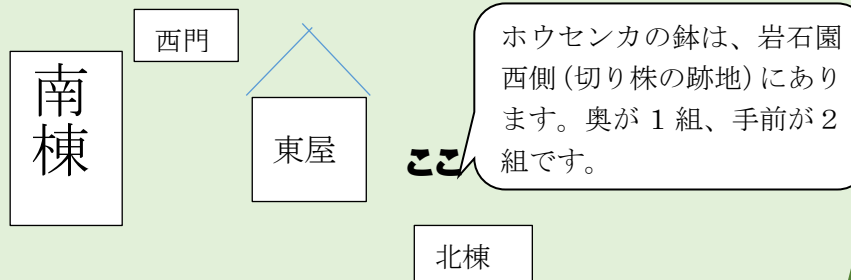 西門
南棟
東屋
ここ
ホウセンカの鉢は、岩石園
西側(切り株の跡地)にあり
ます。奥が 1 組、手前が２
組です。
北棟